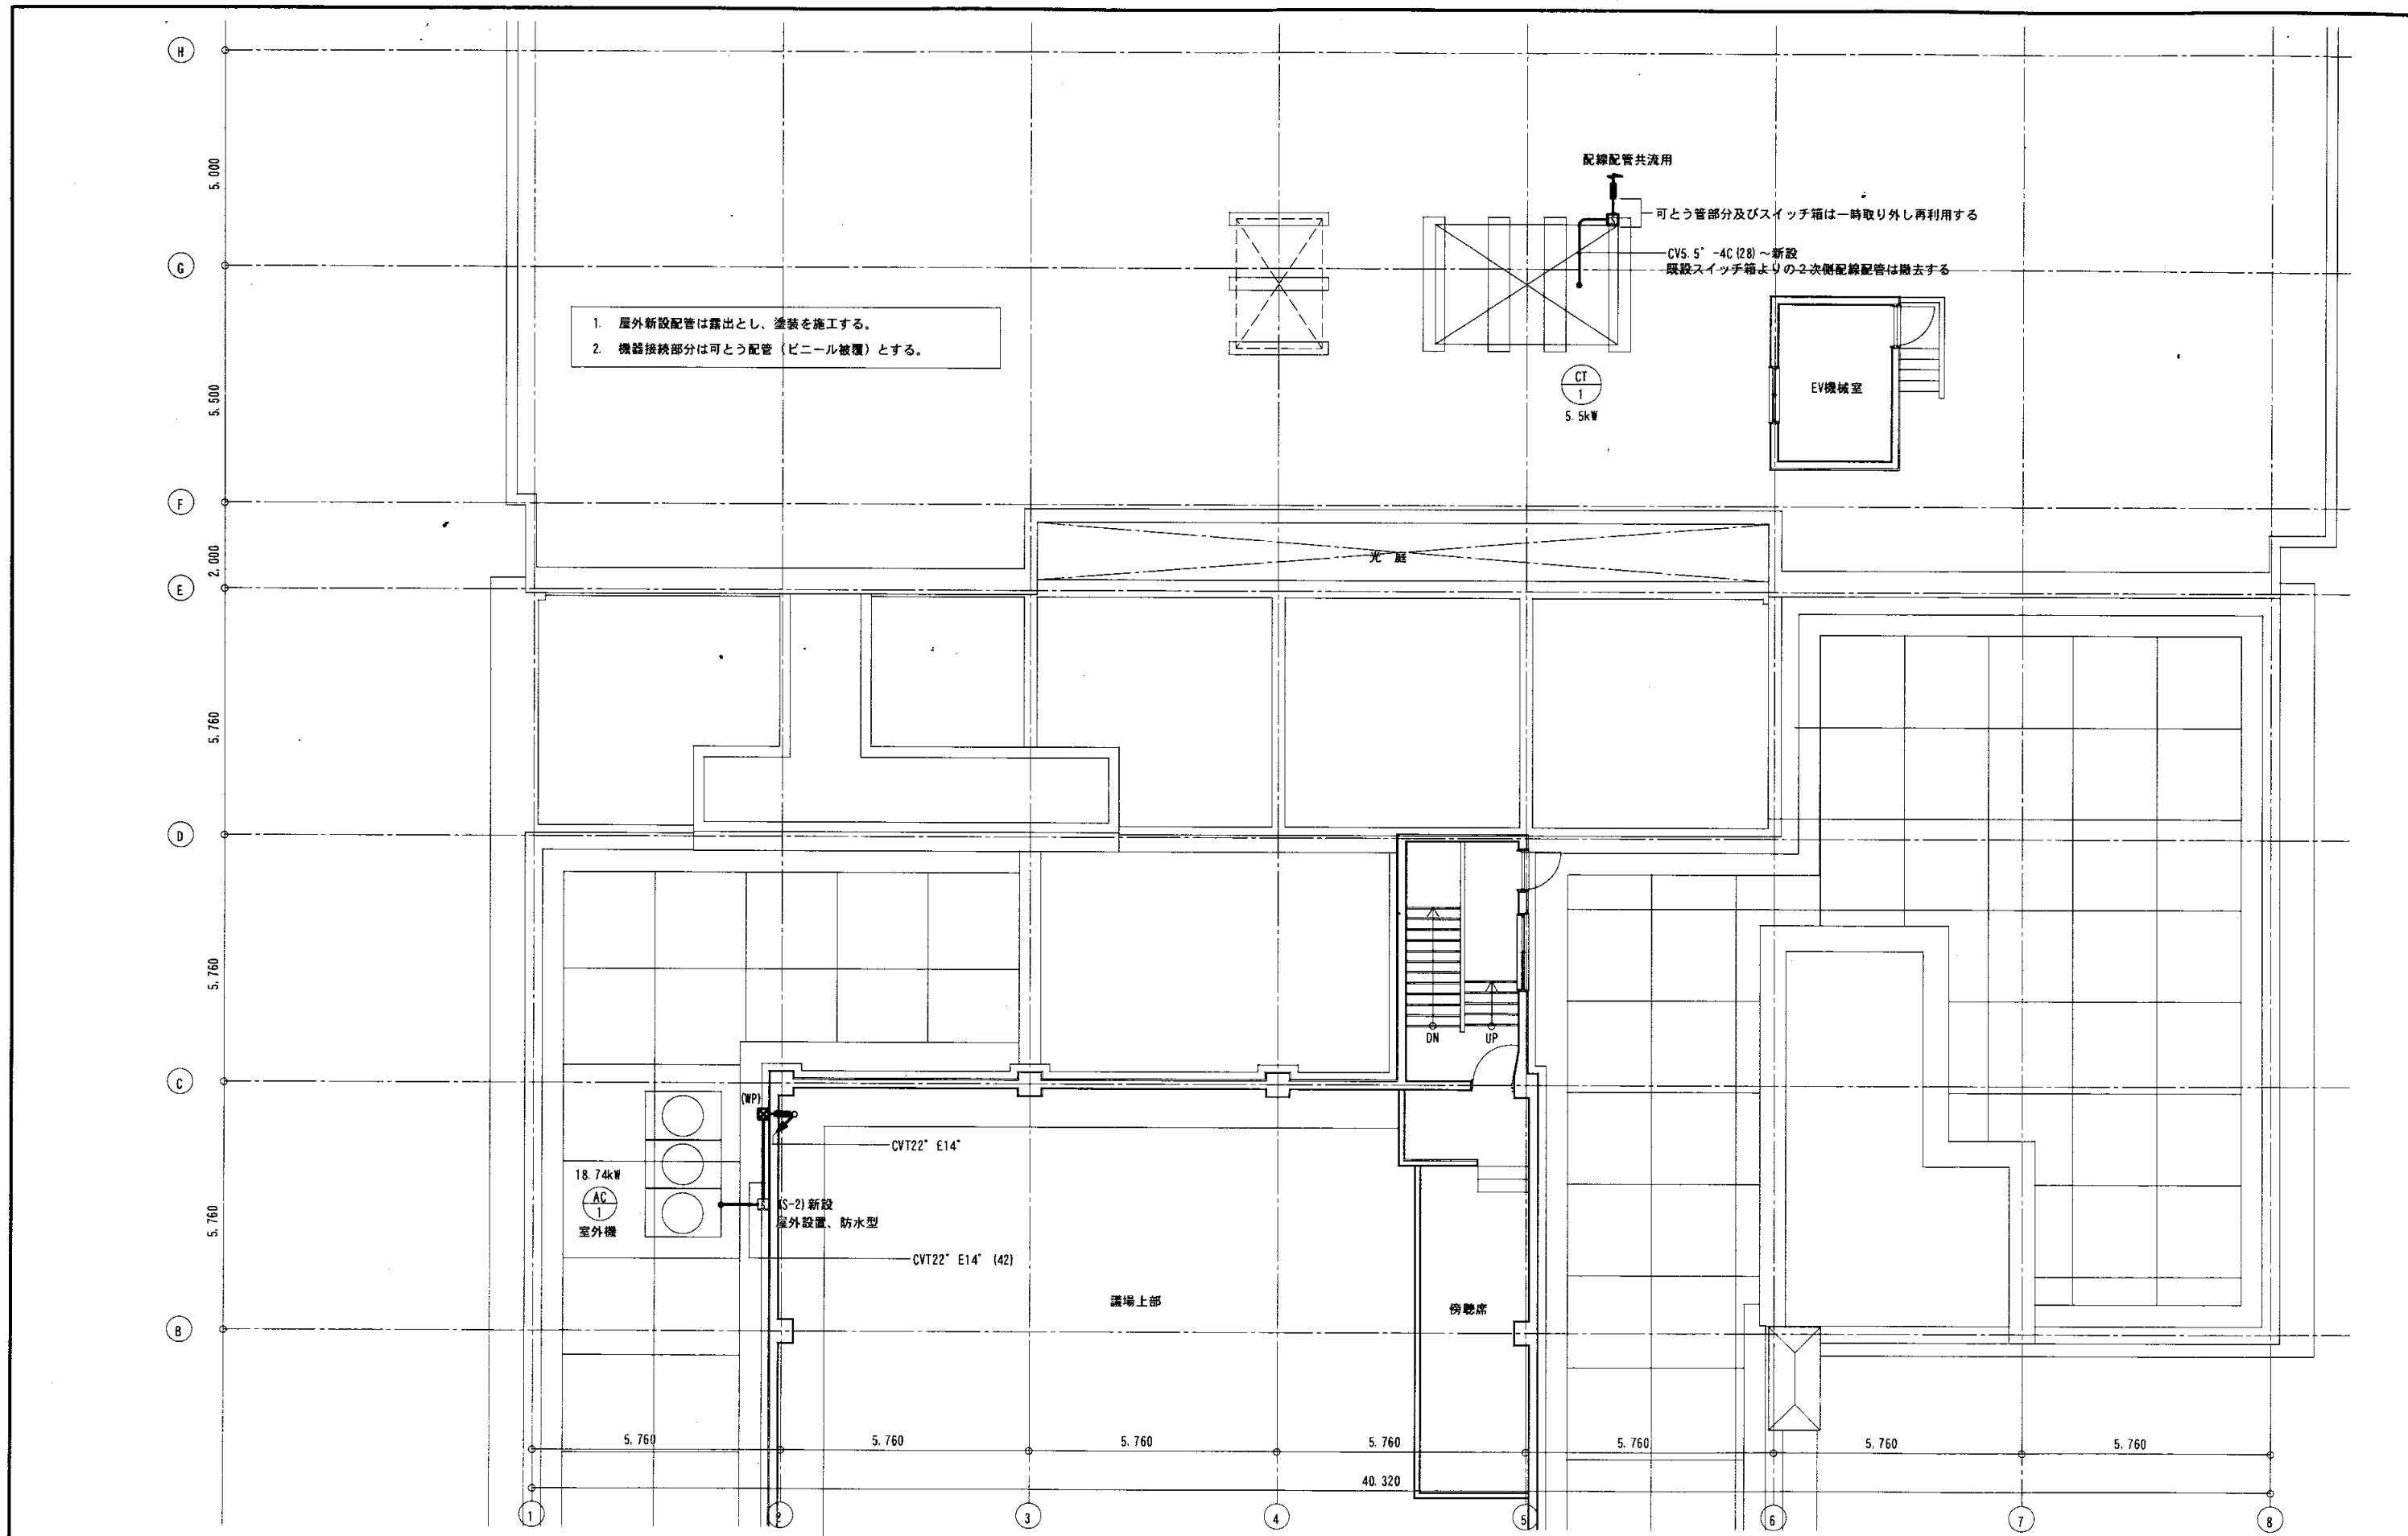 H
配線配管共流用
5,000
可とう管部分及びスイッチ箱は一時取り外し再利用する
CV5.5°-4C(28)～新設
既設スイッチ箱よりの2次側配線配管は撤去する
G
1. 屋外新設配管は露出とし、塗装を施工する。
2. 機器接続部分は可とう配管（ビニール被覆）とする。
5,500
CT
1
5.5kW
EV機械室
F
2,000
光庭
E
5,760
D
5,760
DN
UP
C
(WP)
CVT22° E14°
18.74kW
AC
1
室外機
(S-2)新設
屋外設置、防水型
5,760
CVT22° E14° (42)
議場上部
傍聴席
B
5,760
5,760
5,760
5,760
5,760
5,760
5,760
40,320
1
2
3
4
5
6
7
8